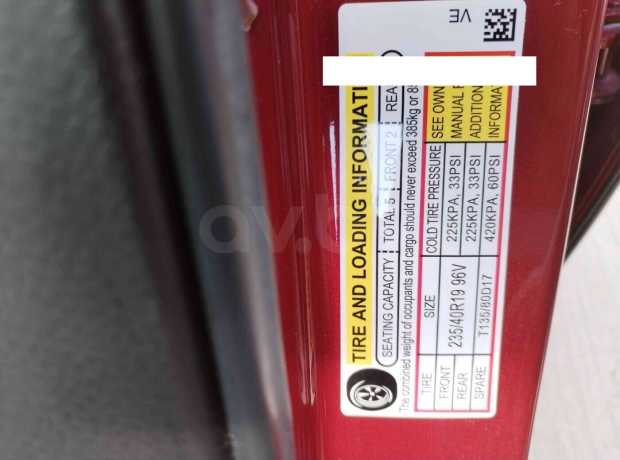 VE
TIRE AND LOADING INFORMATI
SEATING CAPACITY TOTAL 5 FRONT 2 REA
The combined weight of occupants and cargo should never exceed 385kg or 8
TIRE SIZE COLD TIRE PRESSURE SEE OWN
FRONT 235/40R19 96V 225KPA, 33PSI MANUAL F
REAR 225KPA, 33PSI ADDITION
SPARE T135/80D17 420KPA, 60PSI INFORMAT
av.b